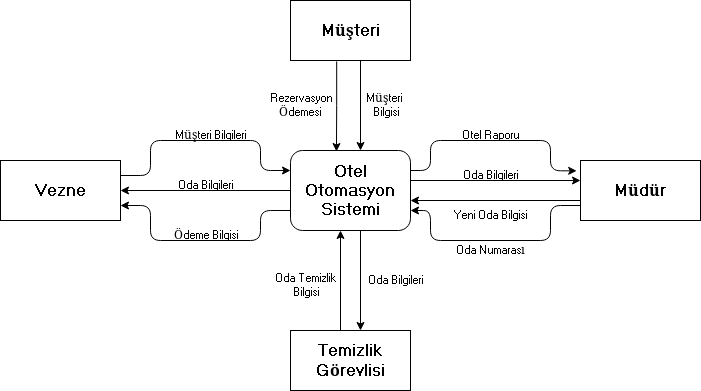 Müşteri
Rezervasyon
Ödemesi
Müşteri
Bilgisi
Müşteri Bilgileri
Otel Raporu
Vezne
Oda Bilgileri
Otel
Otomasyon
Sistemi
Oda Bilgileri
Müdür
Yeni Oda Bilgisi
Ödeme Bilgisi
Oda Numarası
Oda Temizlik
Bilgisi
Oda Bilgileri
Temizlik
Görevlisi